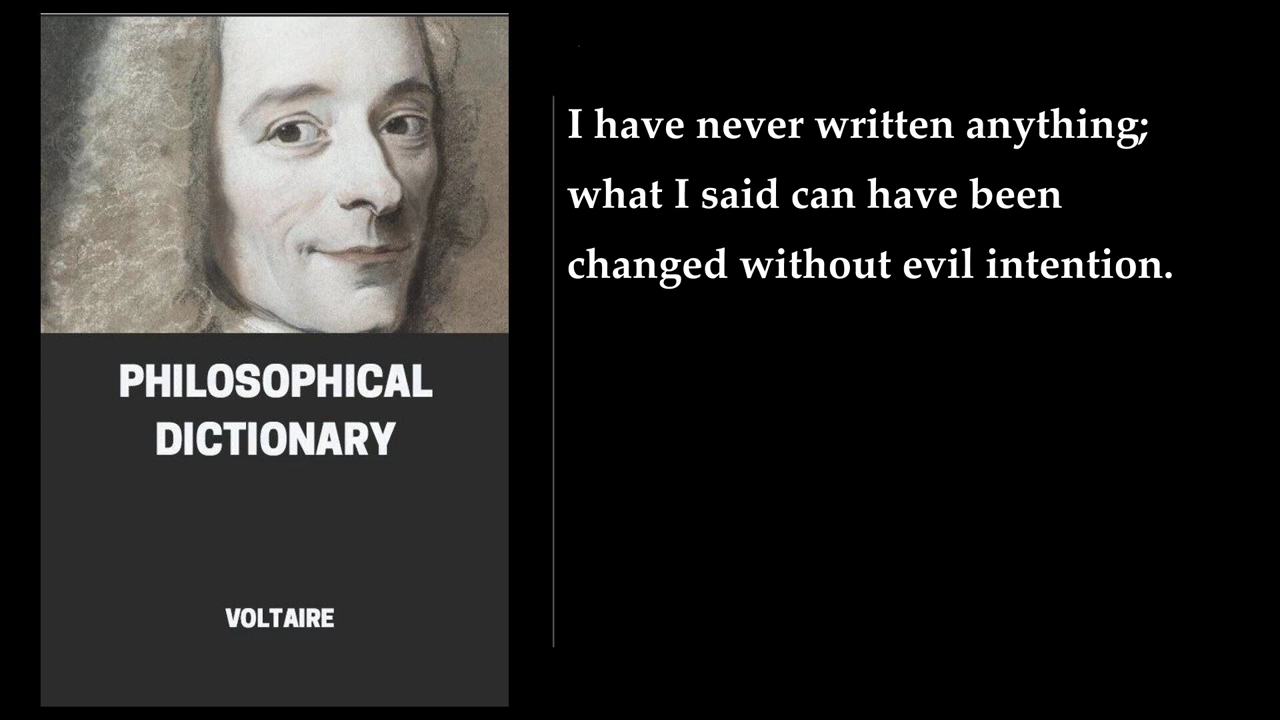 I have never written anything;
what I said can have been
changed without evil intention.
PHILOSOPHICAL
DICTIONARY
VOLTAIRE